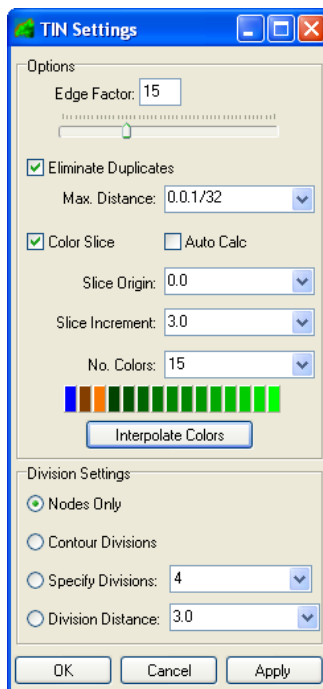 TIN Settings
Options
Edge Factor: 15
Eliminate Duplicates
Max. Distance: 0.0.1/32
Color Slice Auto Calc
Slice Origin: 0.0
Slice Increment: 3.0
No. Colors: 15
Interpolate Colors
Division Settings
Nodes Only
Contour Divisions
Specify Divisions: 4
Division Distance: 3.0
OK Cancel Apply